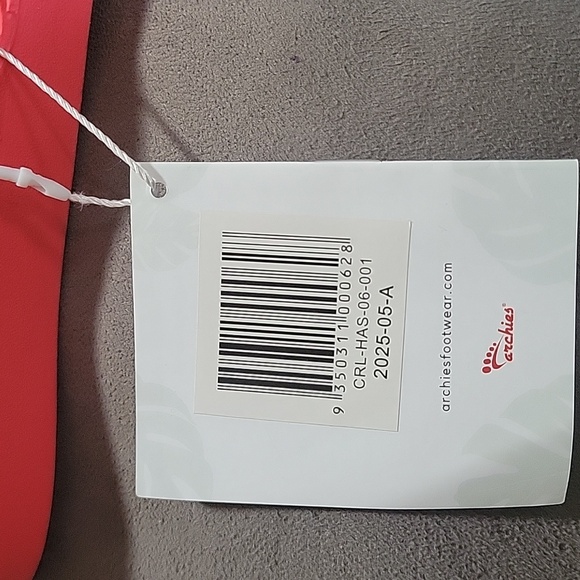 9 350311 000628
CRL-HAS-06-001
2025-05-A
archiesfootwear.com
archies®